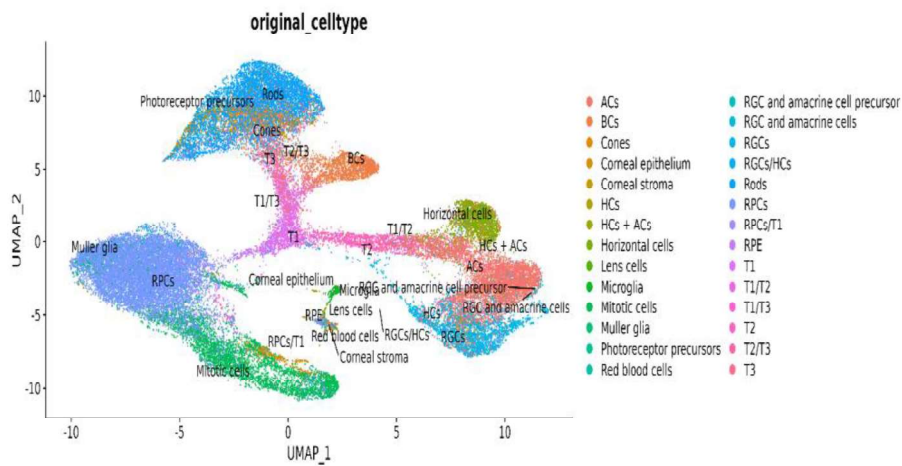 original_celltype
Photoreceptor precursors
Rods
Cones
T2/T3
T3
BCs
T1/T3
T1/T2
Horizontal cells
T1
T2
HCs + ACs
Muller glia
RPCs
Corneal epithelium
ACs
Microglia
RGC and amacrine cell precursor
Lens cells
RGC and amacrine cells
RPE
HCs
Red blood cells
RGCs/HCs
RGCs
RPCs/T1
Corneal stroma
Mitotic cells
10
5
0
-5
-10
UMAP_2
-10
-5
0
5
10
UMAP_1
ACs
BCs
Cones
Corneal epithelium
Corneal stroma
HCs
HCs + ACs
Horizontal cells
Lens cells
Microglia
Mitotic cells
Muller glia
Photoreceptor precursors
Red blood cells
RGC and amacrine cell precursor
RGC and amacrine cells
RGCs
RGCs/HCs
Rods
RPCs
RPCs/T1
RPE
T1
T1/T2
T1/T3
T2
T2/T3
T3